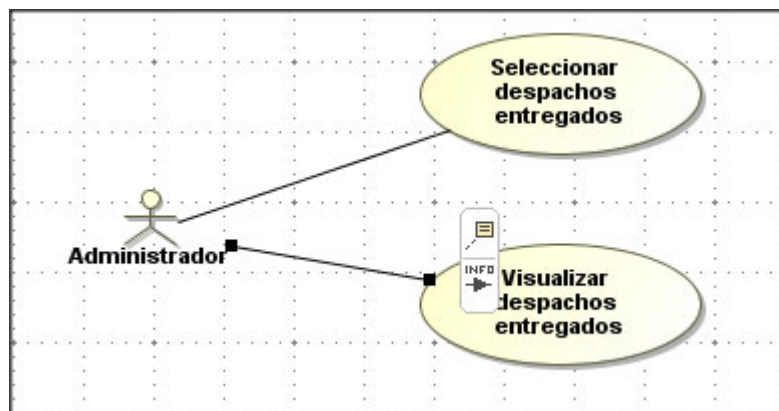 Seleccionar
despachos
entregados
Administrador
INFO
Visualizar
despachos
entregados